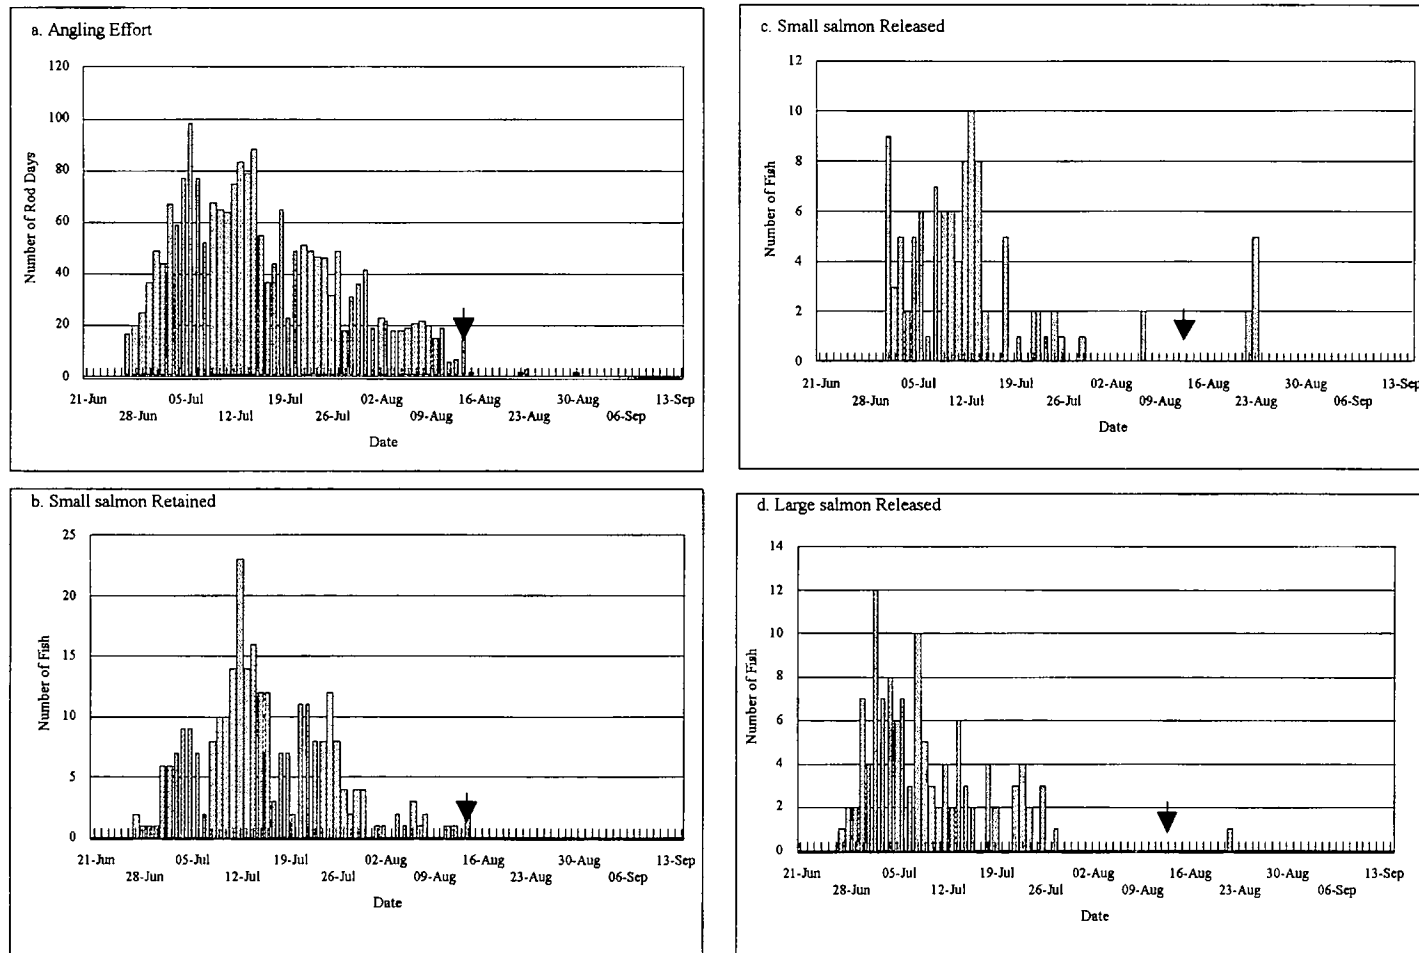 a. Angling Effort
120
100
80
60
40
20
0
Number of Rod Days
21-Jun 05-Jul 19-Jul 02-Aug 16-Aug 30-Aug 13-Sep
28-Jun 12-Jul 26-Jul 09-Aug 23-Aug 06-Sep
Date
b. Small salmon Retained
25
20
15
10
5
0
Number of Fish
21-Jun 05-Jul 19-Jul 02-Aug 16-Aug 30-Aug 13-Sep
28-Jun 12-Jul 26-Jul 09-Aug 23-Aug 06-Sep
Date
c. Small salmon Released
12
10
8
6
4
2
0
Number of Fish
21-Jun 05-Jul 19-Jul 02-Aug 16-Aug 30-Aug 13-Sep
28-Jun 12-Jul 26-Jul 09-Aug 23-Aug 06-Sep
Date
d. Large salmon Released
14
12
10
8
6
4
2
0
Number of Fish
21-Jun 05-Jul 19-Jul 02-Aug 16-Aug 30-Aug 13-Sep
28-Jun 12-Jul 26-Jul 09-Aug 23-Aug 06-Sep
Date